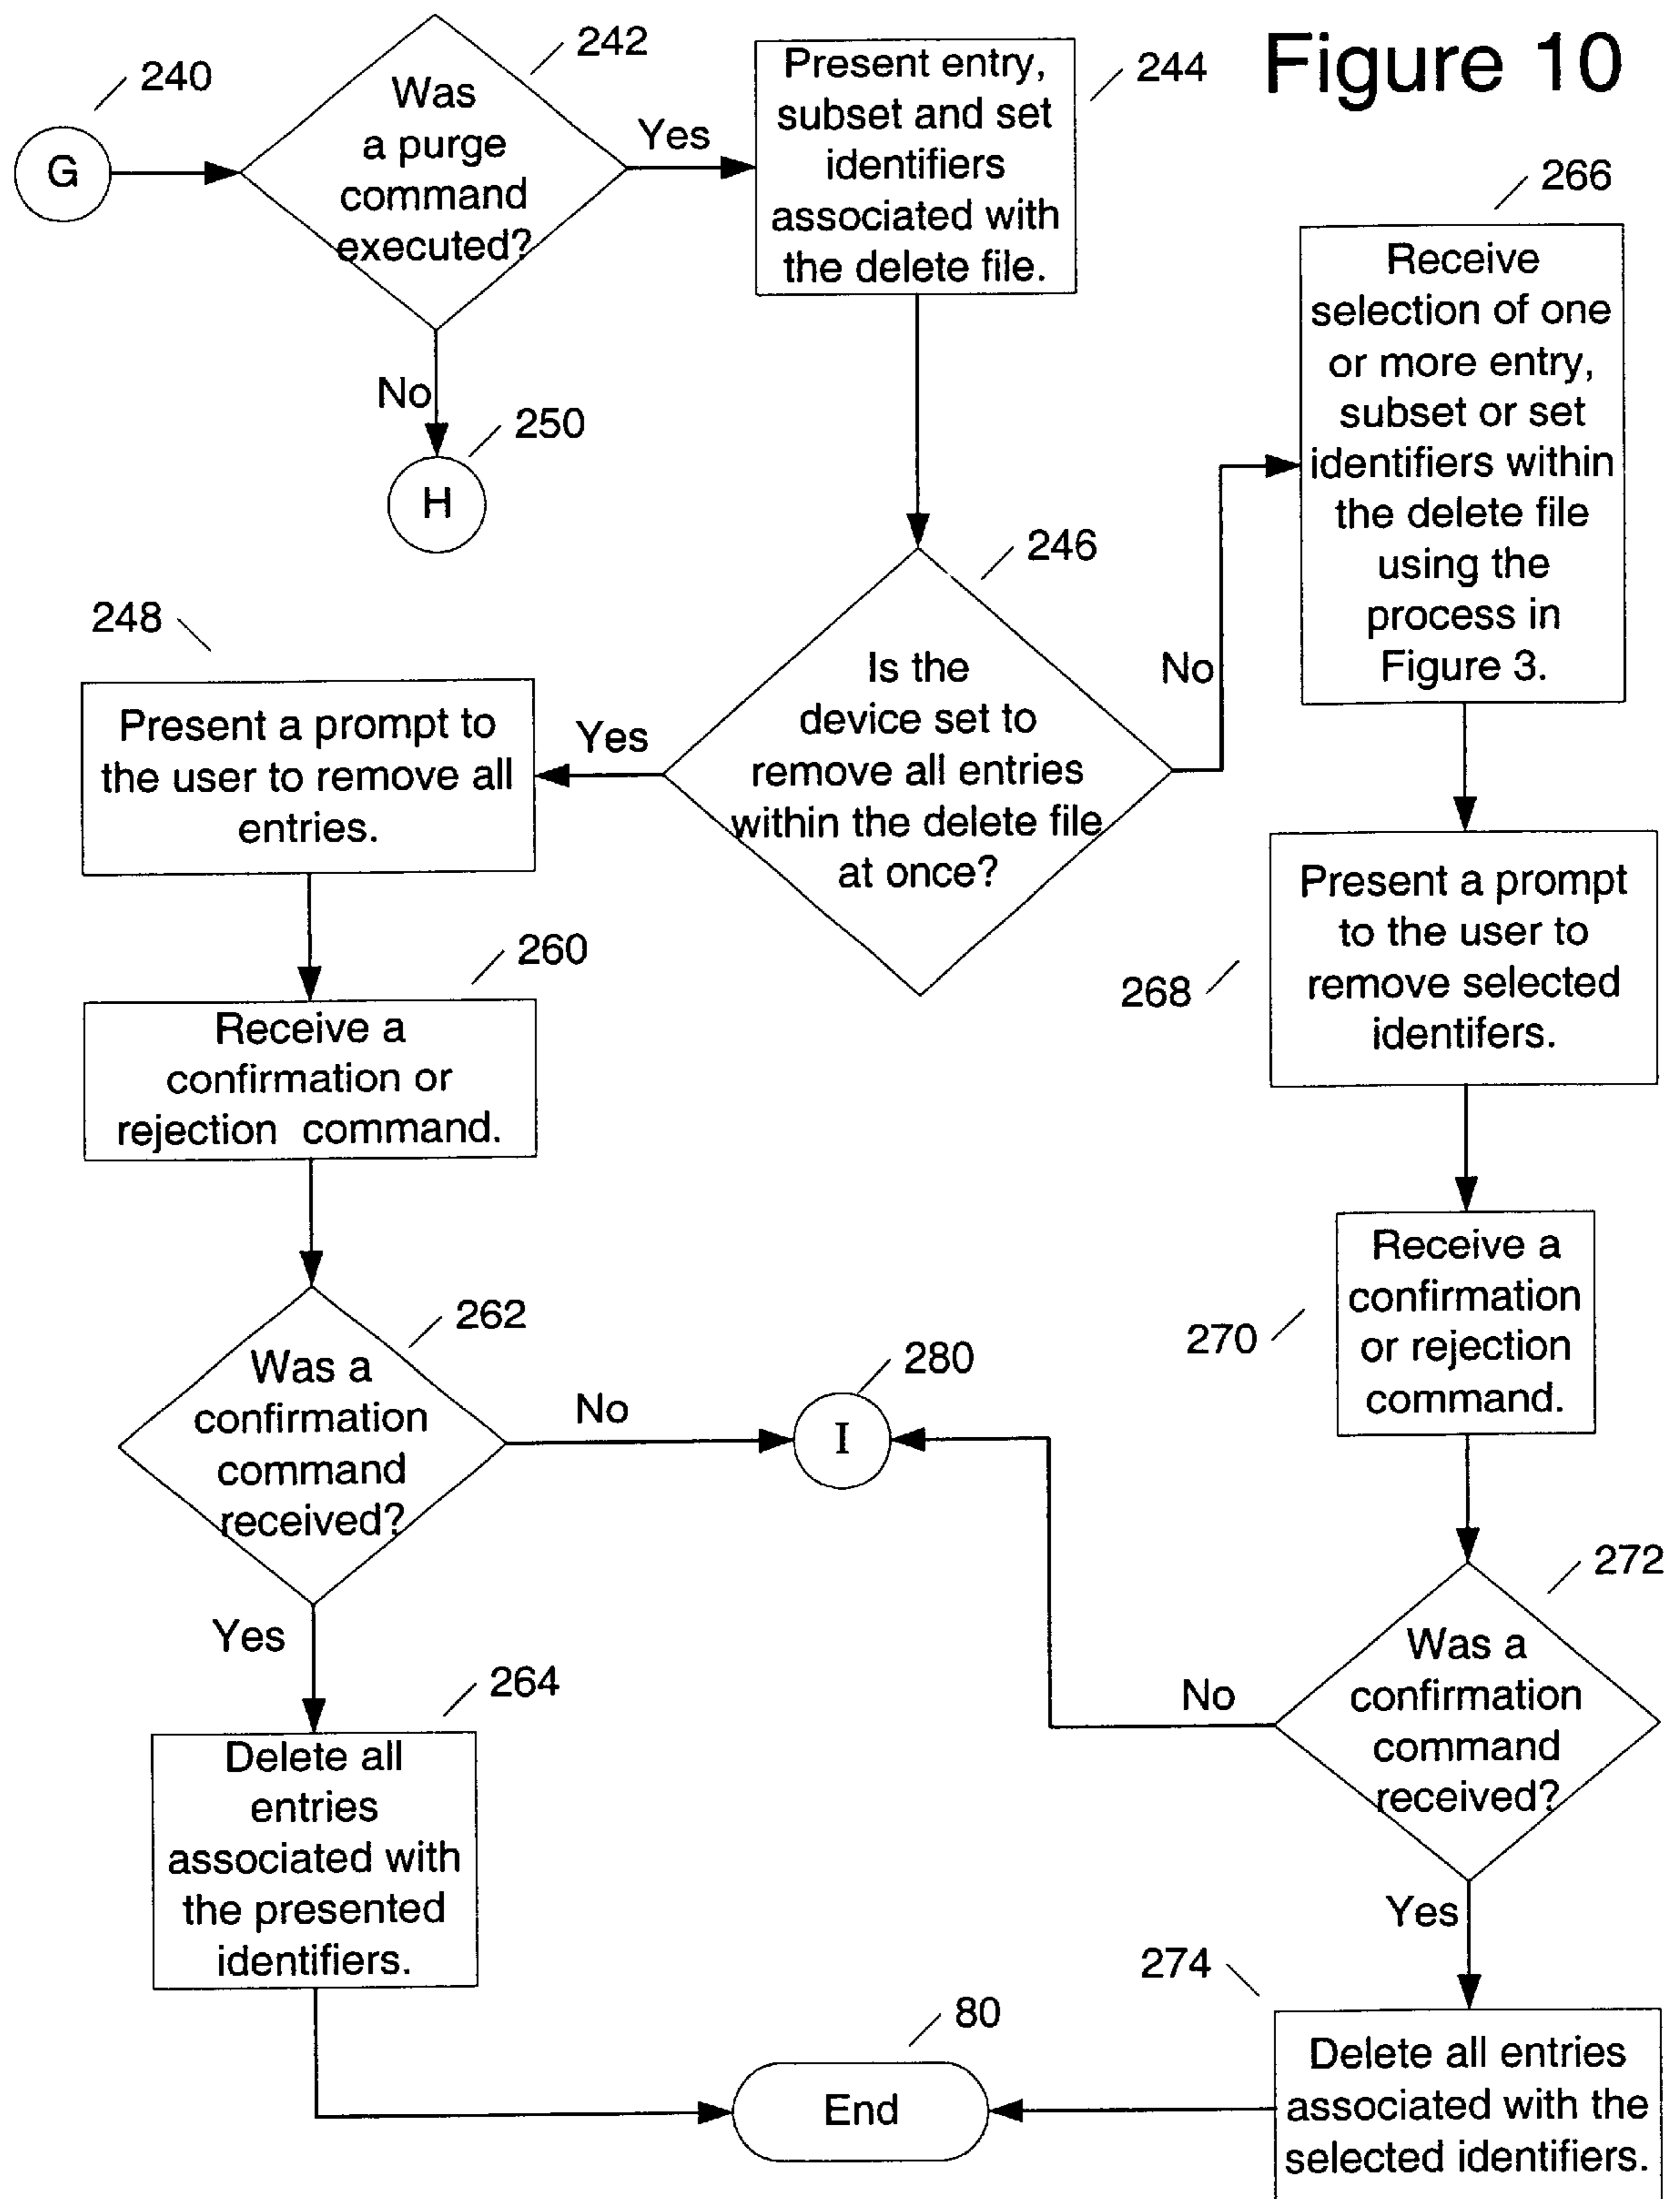 Figure 10
240
G
242
Was
a purge
command
executed?
Yes
No
244
Present entry,
subset and set
identifiers
associated with
the delete file.
250
H
246
Is the
device set to
remove all entries
within the delete file
at once?
Yes
No
248
Present a prompt to
the user to remove all
entries.
260
Receive a
confirmation or
rejection command.
262
Was a
confirmation
command
received?
No
Yes
280
I
264
Delete all
entries
associated with
the presented
identifiers.
266
Receive
selection of one
or more entry,
subset or set
identifiers within
the delete file
using the
process in
Figure 3.
268
Present a prompt
to the user to
remove selected
identifers.
270
Receive a
confirmation
or rejection
command.
272
Was a
confirmation
command
received?
No
Yes
274
Delete all entries
associated with the
selected identifiers.
80
End